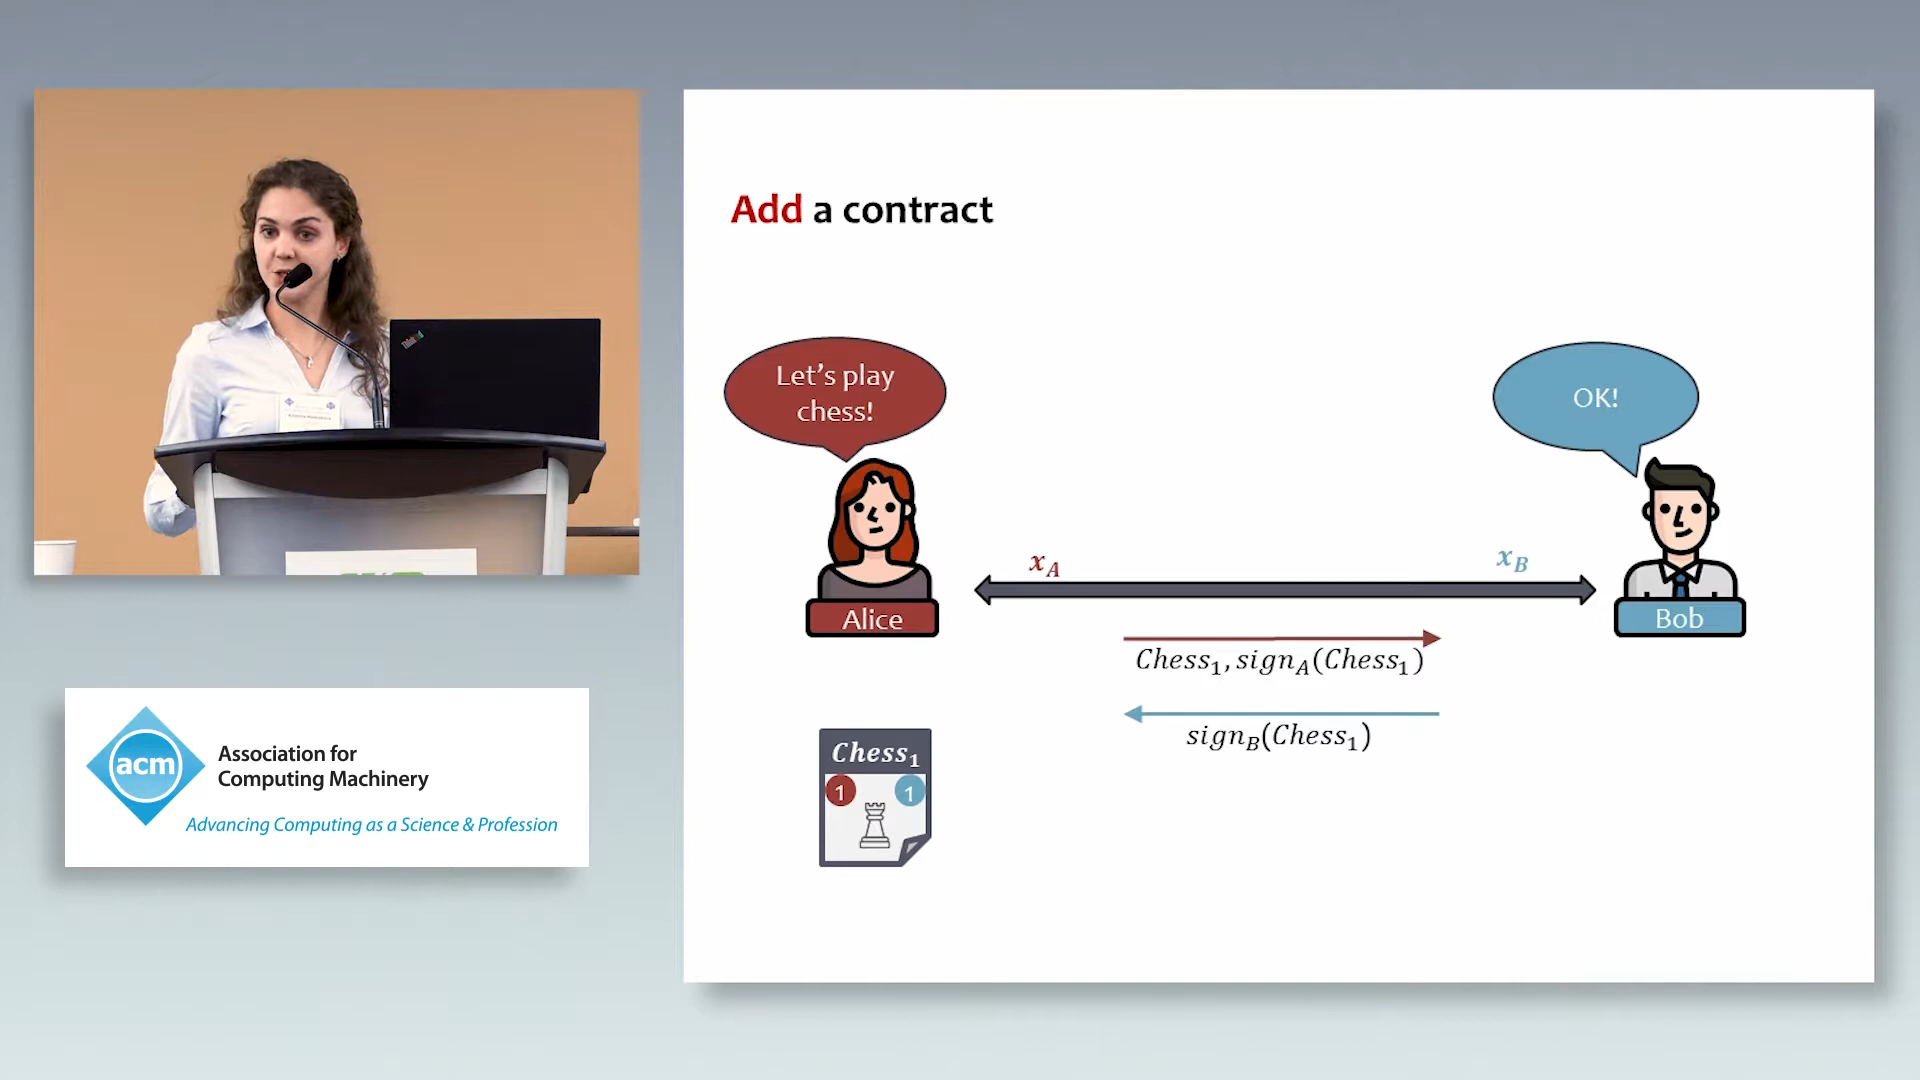 Add a contract
Let's play
chess!
OK!
x_A
x_B
Alice
Bob
Chess₁, sign_A(Chess₁)
sign_B(Chess₁)
Chess₁
1
1
acm
Association for
Computing Machinery
Advancing Computing as a Science & Profession